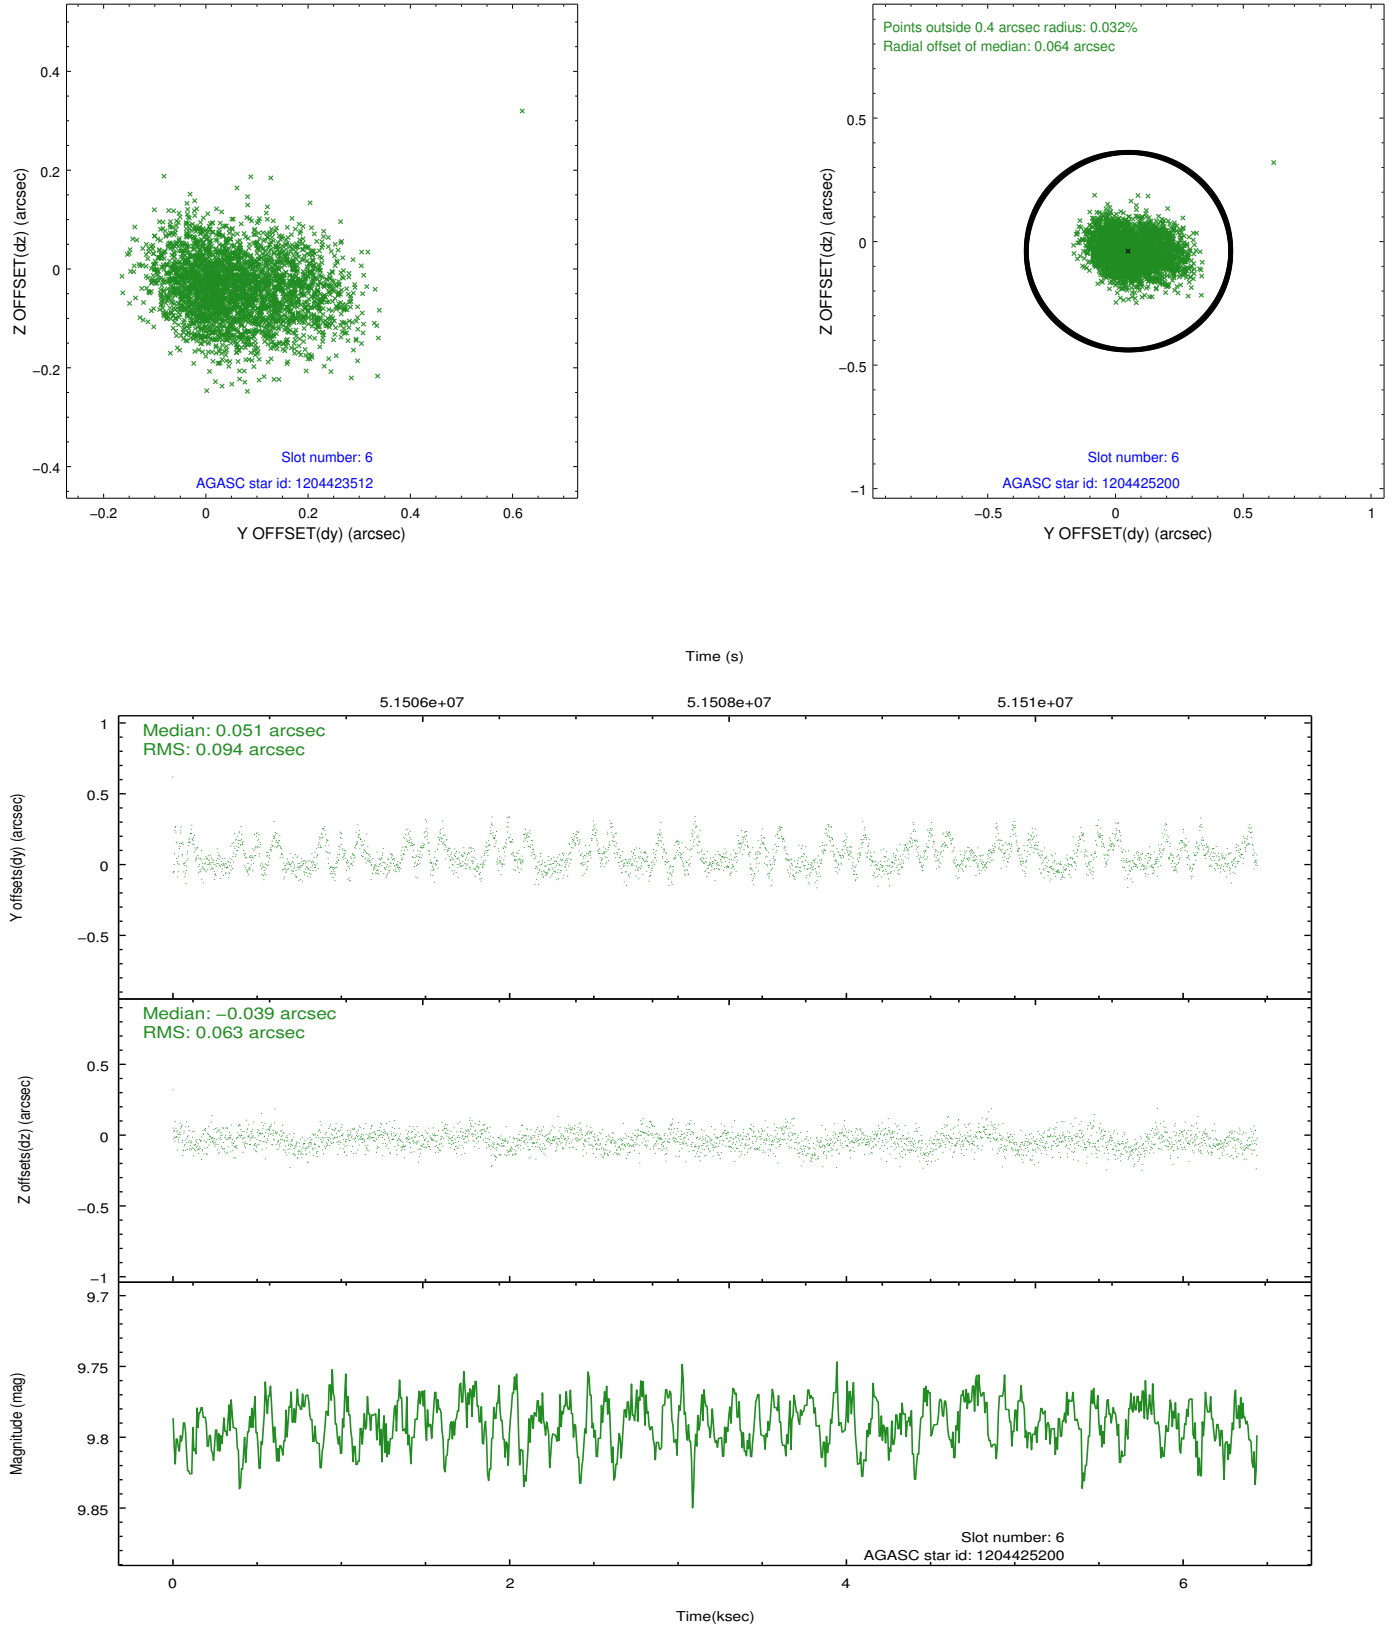 0.4
0.2
0
−0.2
−0.4
Z OFFSET(dz) (arcsec)
Slot number: 6
AGASC star id: 1204423512
−0.2
0
0.2
0.4
0.6
Y OFFSET(dy) (arcsec)
Points outside 0.4 arcsec radius: 0.032%
Radial offset of median: 0.064 arcsec
0.5
0
−0.5
−1
Z OFFSET(dz) (arcsec)
Slot number: 6
AGASC star id: 1204425200
−0.5
0
0.5
1
Y OFFSET(dy) (arcsec)
Time (s)
5.1506e+07
5.1508e+07
5.151e+07
Median: 0.051 arcsec
RMS: 0.094 arcsec
1
0.5
0
−0.5
Y offsets(dy) (arcsec)
Median: −0.039 arcsec
RMS: 0.063 arcsec
0.5
0
−0.5
−1
Z offsets(dz) (arcsec)
9.7
9.75
9.8
9.85
Magnitude (mag)
Slot number: 6
AGASC star id: 1204425200
0
2
4
6
Time(ksec)